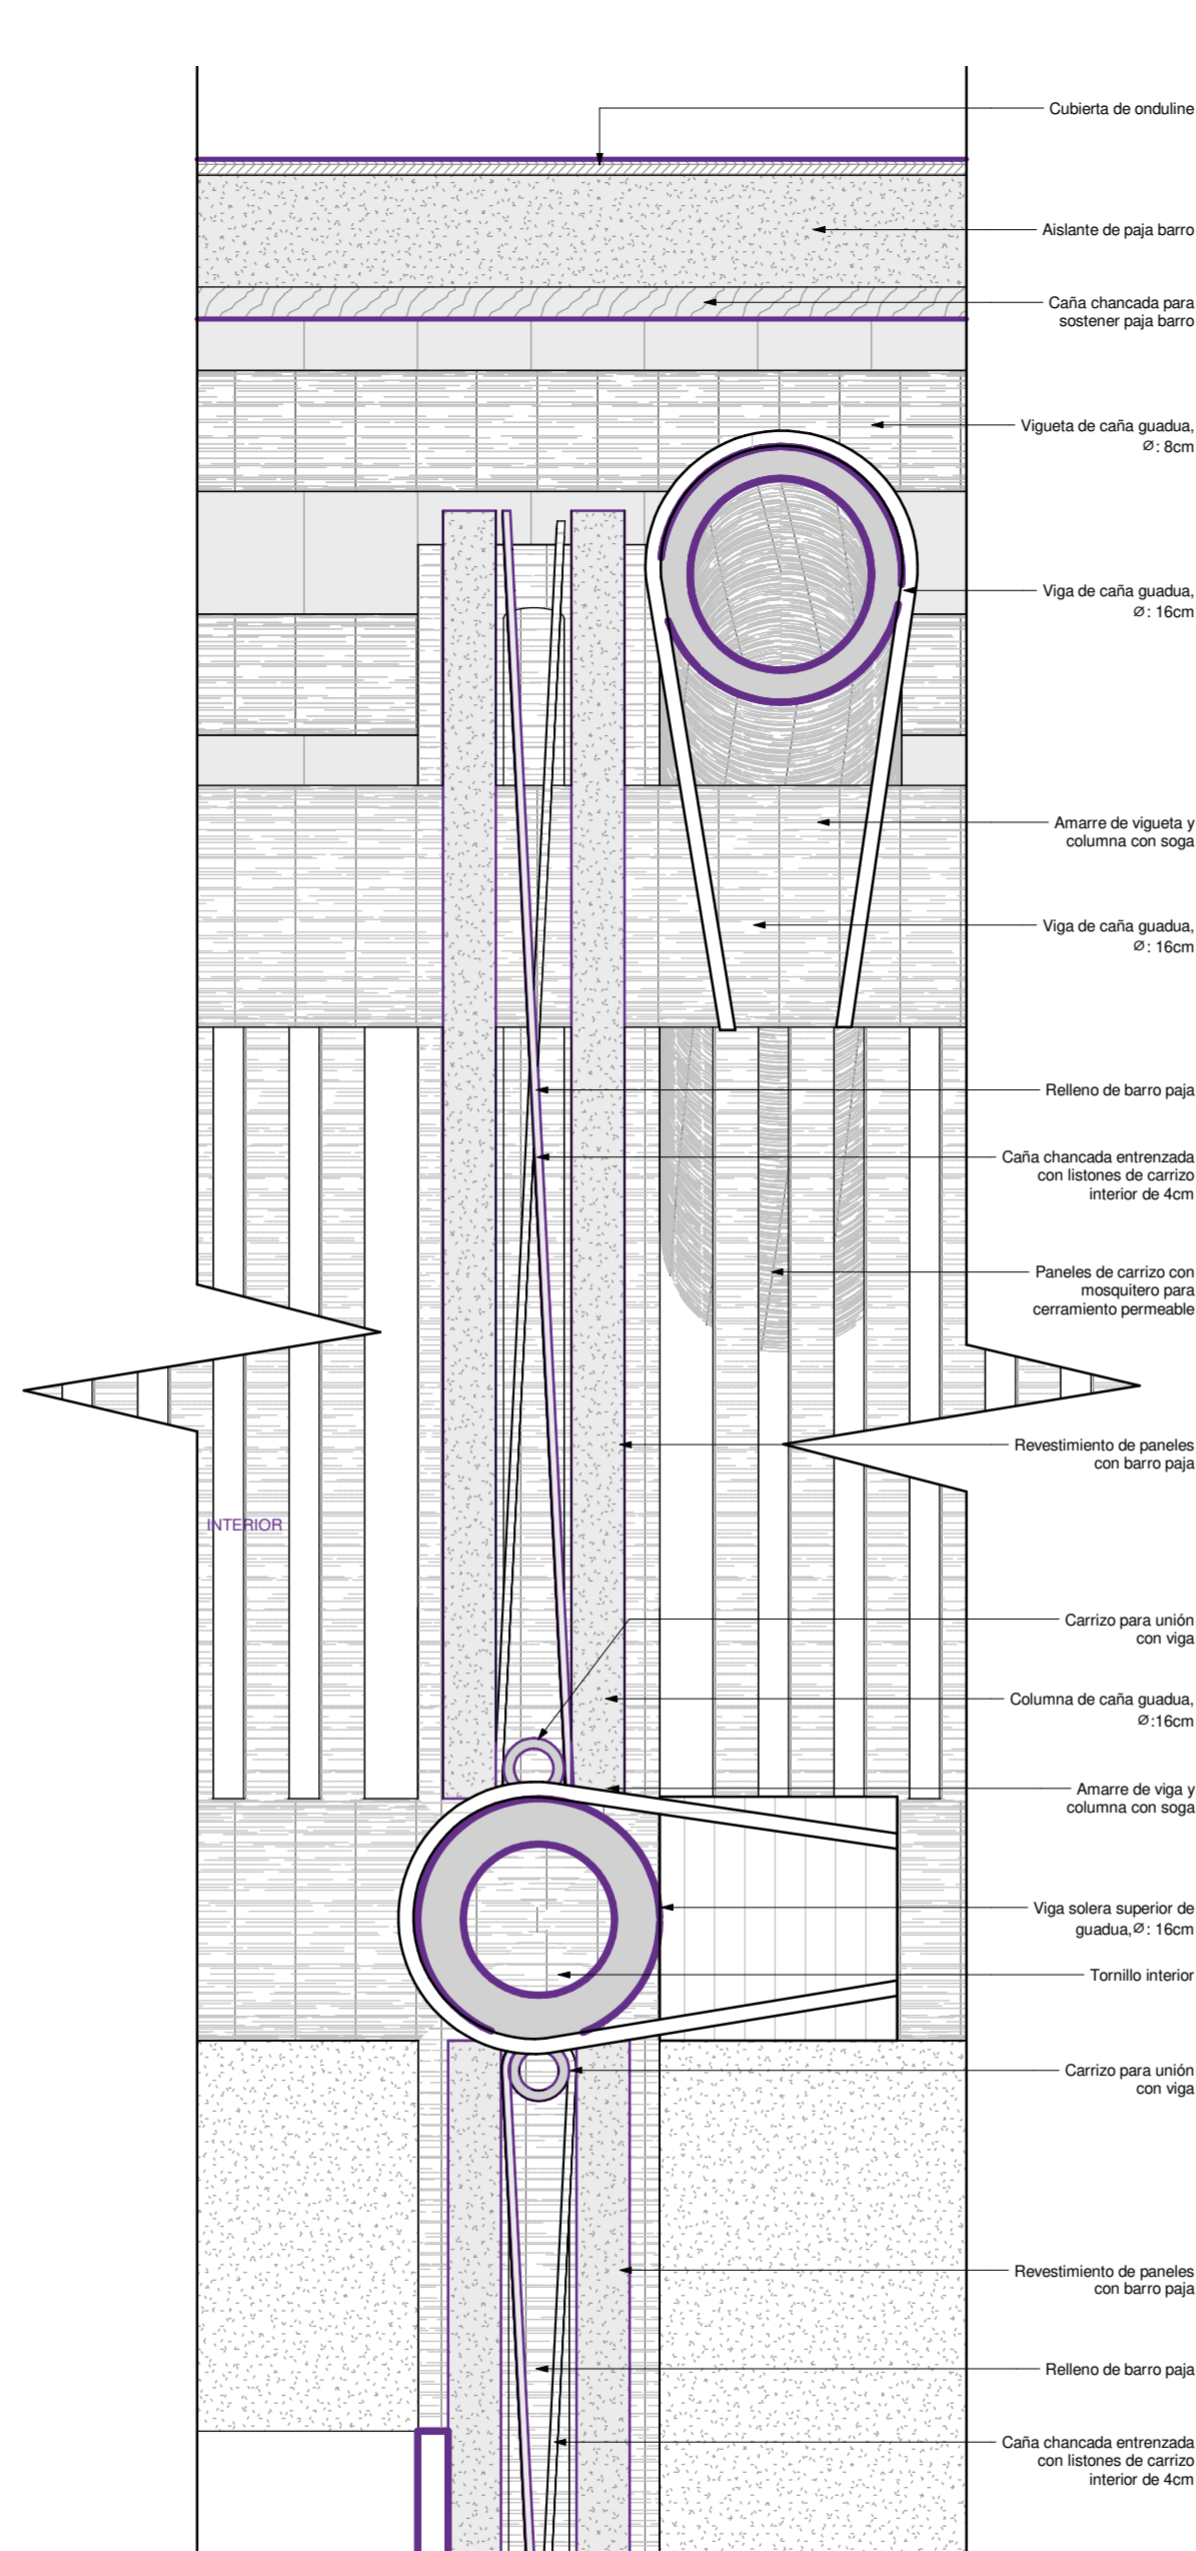 Cubierta de onduline
Aislante de paja barro
Caña chancada para
sostener paja barro
Vigueta de caña guadua,
Ø: 8cm
Viga de caña guadua,
Ø: 16cm
Amarre de vigueta y
columna con soga
Viga de caña guadua,
Ø: 16cm
Relleno de barro paja
Caña chancada entrenzada
con listones de carrizo
interior de 4cm
Paneles de carrizo con
mosquitero para
cerramiento permeable
Revestimiento de paneles
con barro paja
INTERIOR
Carrizo para unión
con viga
Columna de caña guadua,
Ø:16cm
Amarre de viga y
columna con soga
Viga solera superior de
guadua,Ø: 16cm
Tornillo interior
Carrizo para unión
con viga
Revestimiento de paneles
con barro paja
Relleno de barro paja
Caña chancada entrenzada
con listones de carrizo
interior de 4cm